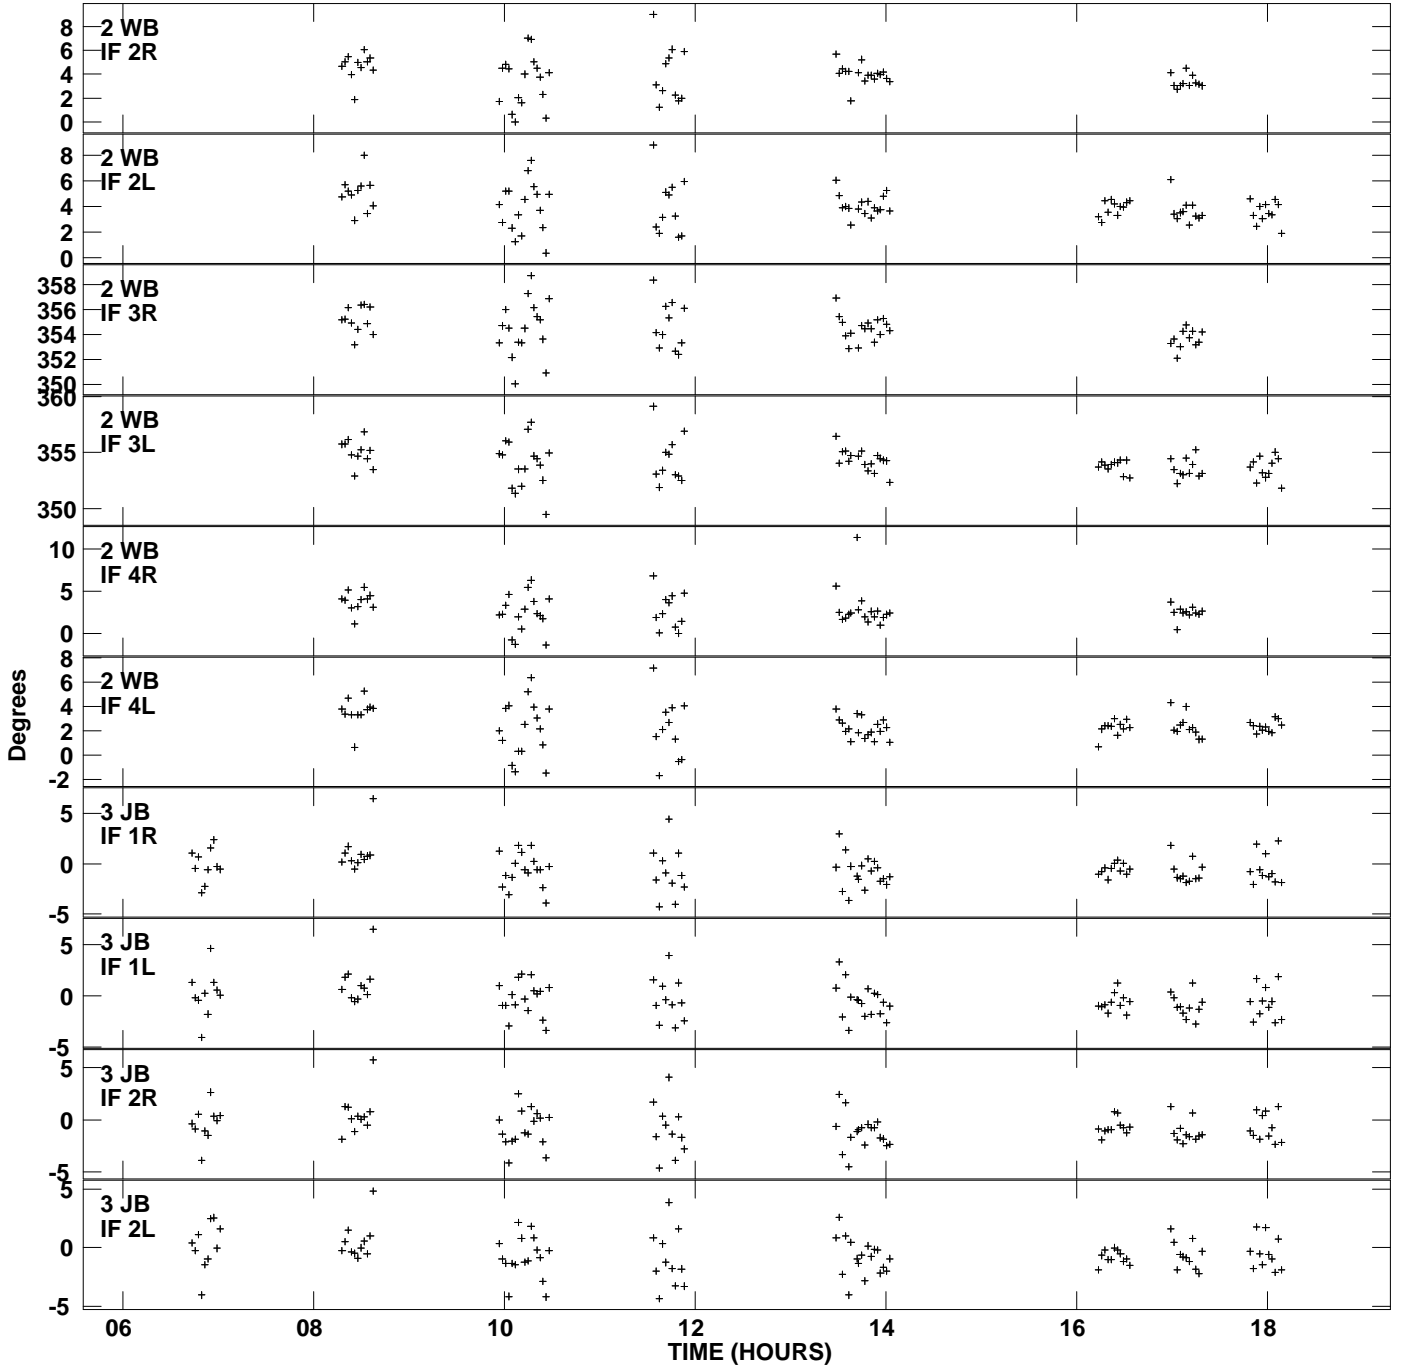 2 WB
IF 2R
8
6
4
2
0
2 WB
IF 2L
8
6
4
2
0
2 WB
IF 3R
358
356
354
352
350
2 WB
IF 3L
360
355
350
2 WB
IF 4R
10
5
0
2 WB
IF 4L
8
6
4
2
0
-2
3 JB
IF 1R
5
0
-5
3 JB
IF 1L
5
0
-5
3 JB
IF 2R
5
0
-5
3 JB
IF 2L
5
0
-5
Degrees
06 08 10 12 14 16 18
TIME (HOURS)